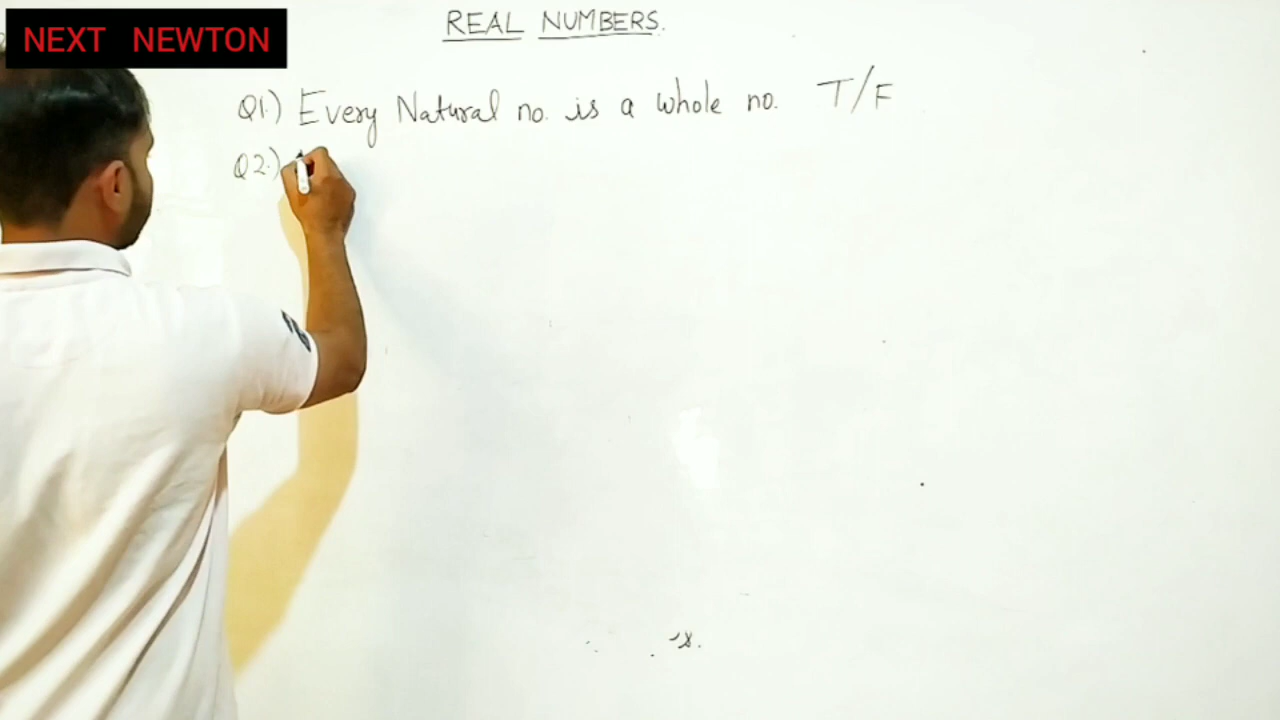 NEXT NEWTON
REAL NUMBERS.
Q1.) Every Natural no. is a whole no. T/F
Q2.)